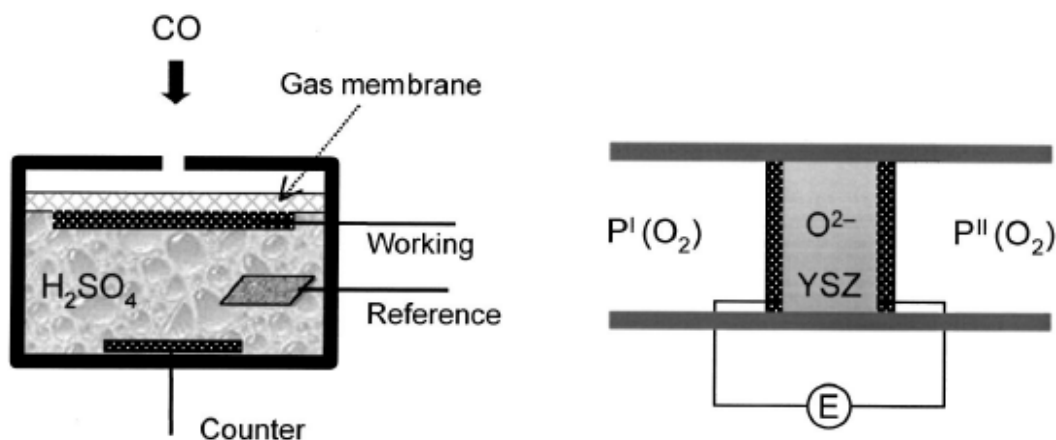 CO
Gas membrane
Working
H₂SO₄
Reference
Counter
Pᴵ (O₂)
O²⁻
YSZ
Pᴵᴵ (O₂)
E